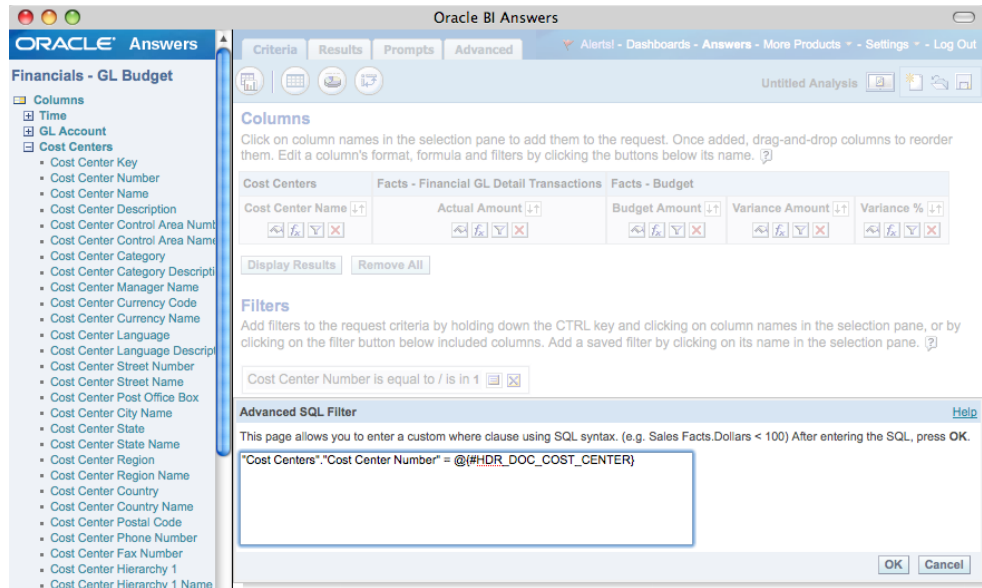 Oracle BI Answers
ORACLE Answers
Criteria Results Prompts Advanced
Alerts! - Dashboards - Answers - More Products - Settings - Log Out
Financials - GL Budget
Untitled Analysis
Columns
Time
GL Account
Cost Centers
Cost Center Key
Cost Center Number
Cost Center Name
Cost Center Description
Cost Center Control Area Numb
Cost Center Control Area Name
Cost Center Category
Cost Center Category Descripti
Cost Center Manager Name
Cost Center Currency Code
Cost Center Currency Name
Cost Center Language
Cost Center Language Descript
Cost Center Street Number
Cost Center Street Name
Cost Center Post Office Box
Cost Center City Name
Cost Center State
Cost Center State Name
Cost Center Region
Cost Center Region Name
Cost Center Country
Cost Center Country Name
Cost Center Postal Code
Cost Center Phone Number
Cost Center Fax Number
Cost Center Hierarchy 1
Cost Center Hierarchy 1 Name
Columns
Click on column names in the selection pane to add them to the request. Once added, drag-and-drop columns to reorder
them. Edit a column's format, formula and filters by clicking the buttons below its name. ?
Cost Centers Facts - Financial GL Detail Transactions Facts - Budget
Cost Center Name Actual Amount Budget Amount Variance Amount Variance %
Display Results Remove All
Filters
Add filters to the request criteria by holding down the CTRL key and clicking on column names in the selection pane, or by
clicking on the filter button below included columns. Add a saved filter by clicking on its name in the selection pane. ?
Cost Center Number is equal to / is in 1
Advanced SQL Filter Help
This page allows you to enter a custom where clause using SQL syntax. (e.g. Sales Facts.Dollars < 100) After entering the SQL, press OK.
"Cost Centers"."Cost Center Number" = @{#HDR_DOC_COST_CENTER}
OK Cancel